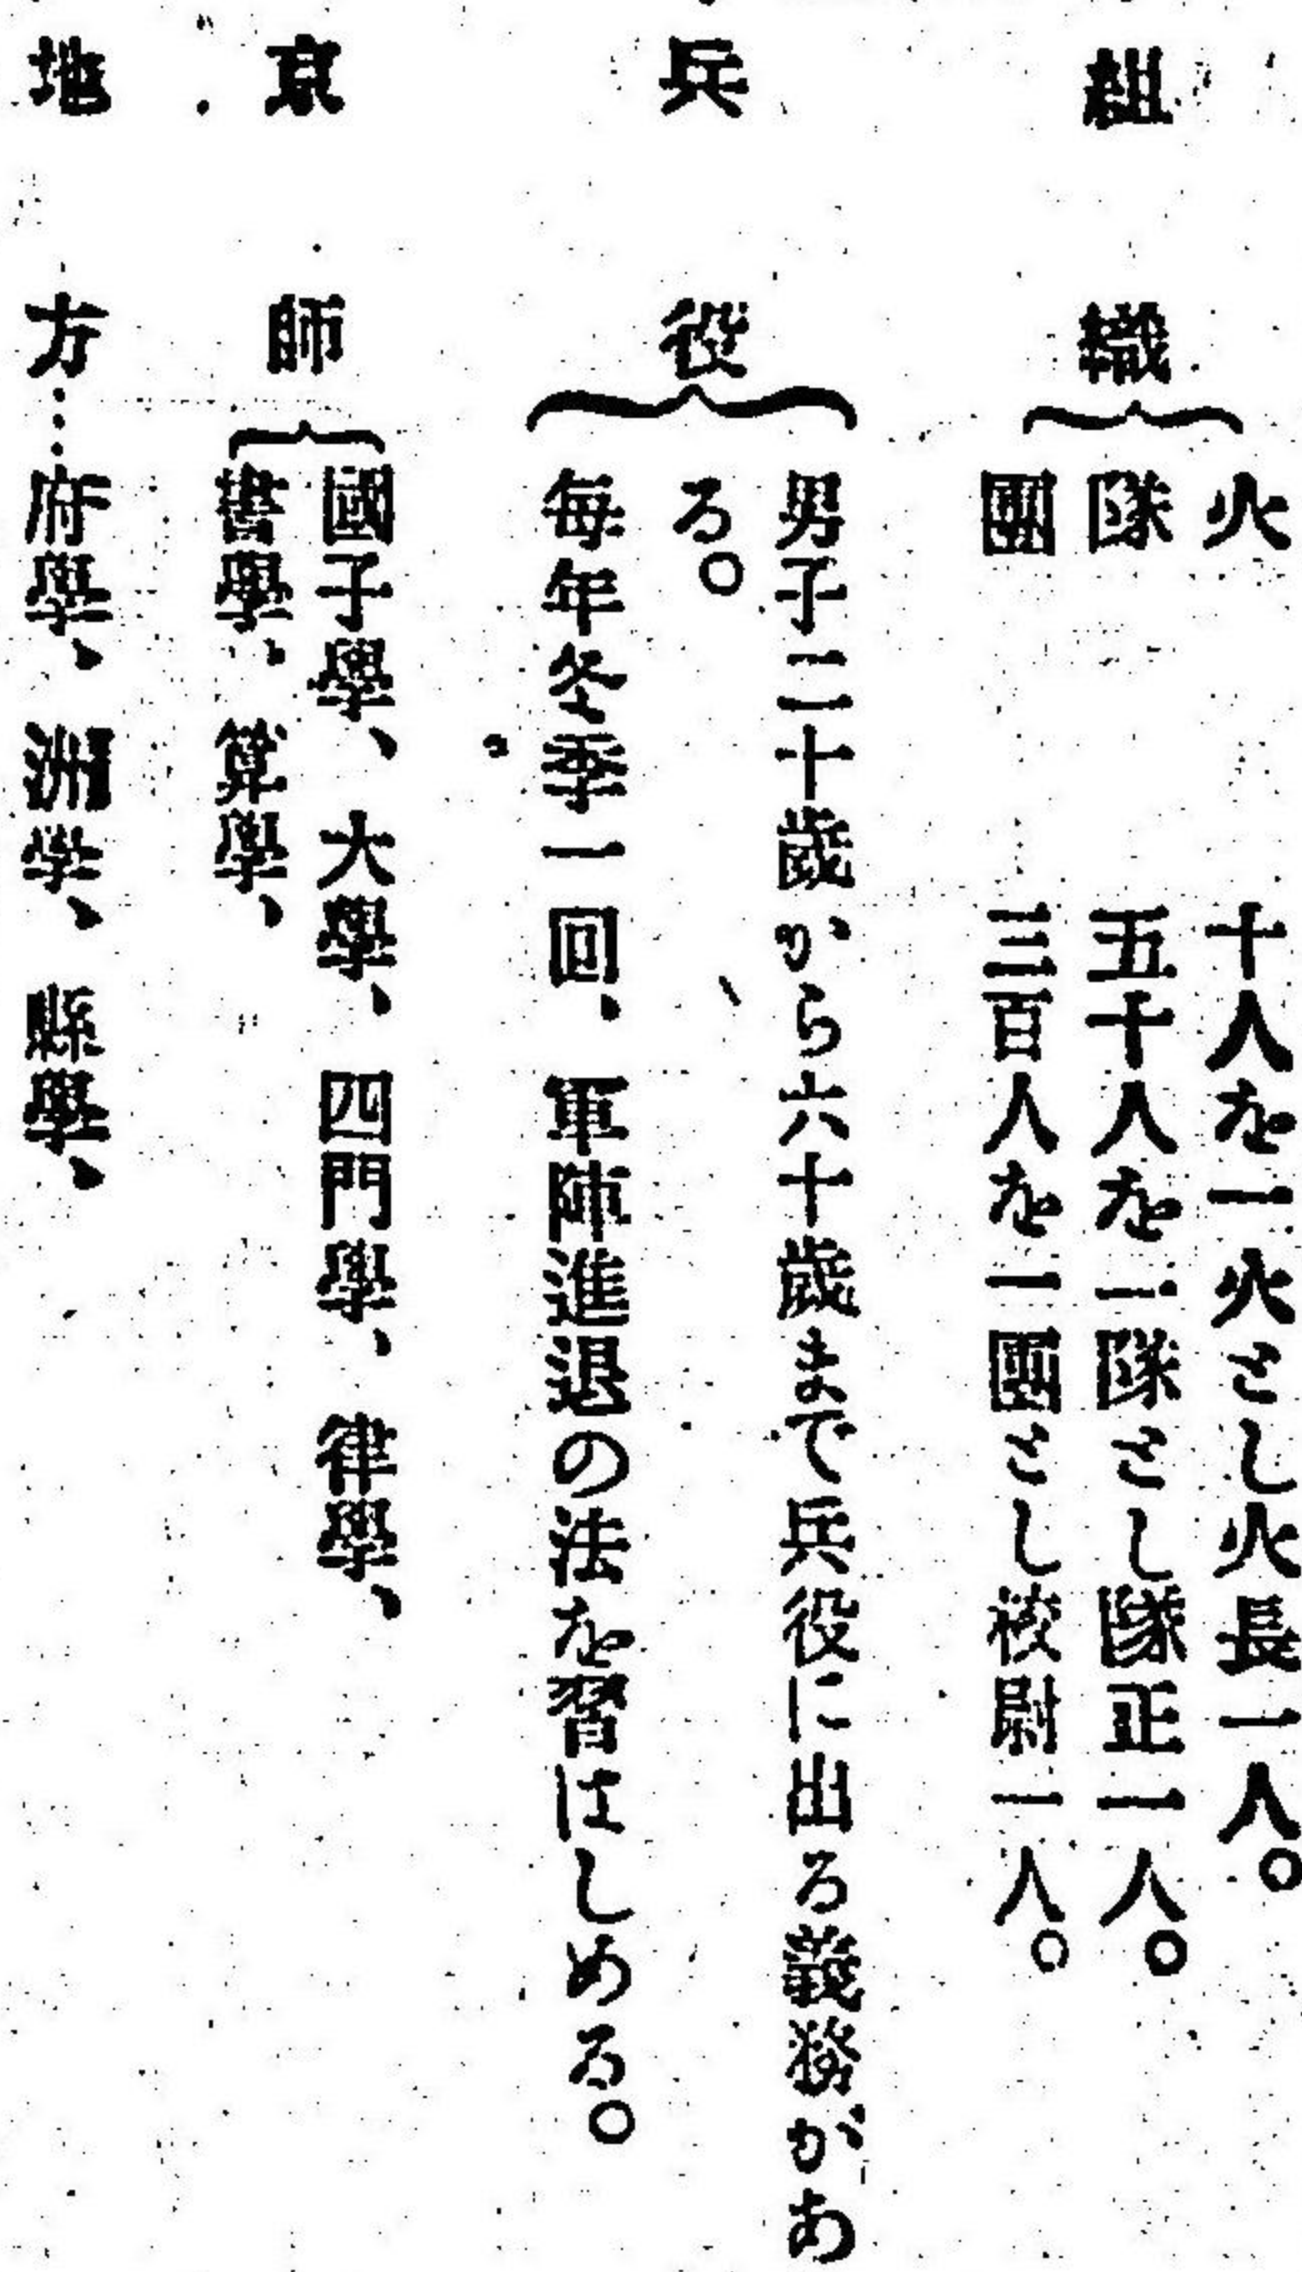 組織
火 十人を一火とし火長一人。
隊 五十人を一隊とし隊正一人。
團 三百人を一團とし校尉一人。
兵役
男子二十歲から六十歲まで兵役に出る義務があ
る。
每年冬季一回、軍陣進退の法を習はしめる。
京師
國子學、大學、四門學、律學、
書學、算學、
地方…府學、洲学、縣學、